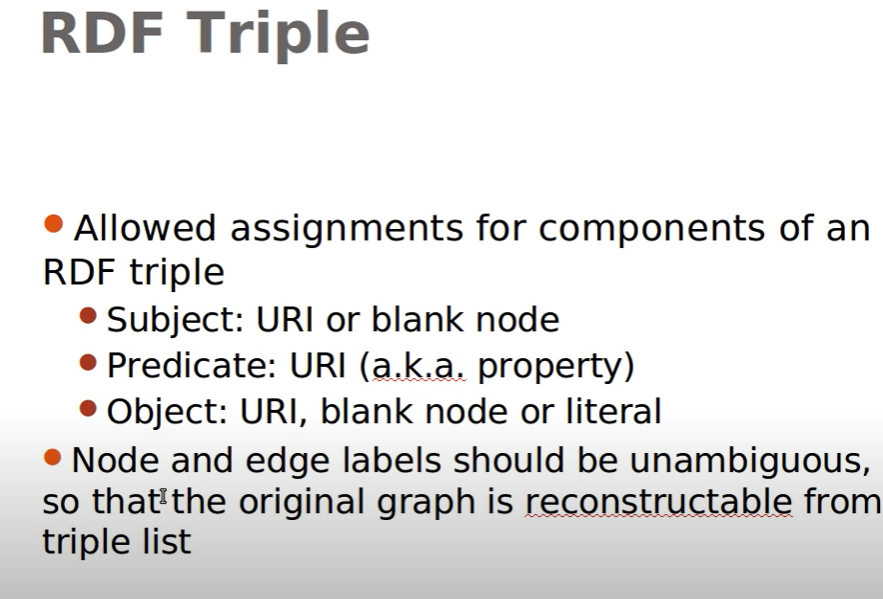 RDF Triple
Allowed assignments for components of an
RDF triple
Subject: URI or blank node
Predicate: URI (a.k.a. property)
Object: URI, blank node or literal
Node and edge labels should be unambiguous,
so that the original graph is reconstructable from
triple list